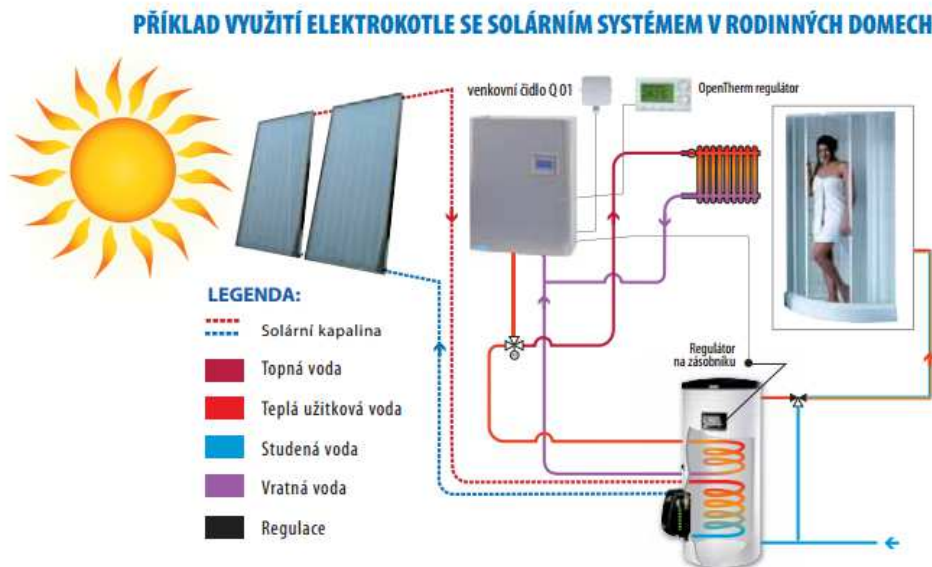 PŘÍKLAD VYUŽITÍ ELEKTROKOTLE SE SOLÁRNÍM SYSTÉMEM V RODINNÝCH DOMECH
venkovní čidlo Q 01
OpenTherm regulátor
LEGENDA:
Solární kapalina
Topná voda
Teplá užitková voda
Studená voda
Vratná voda
Regulace
Regulátor
na zásobníku